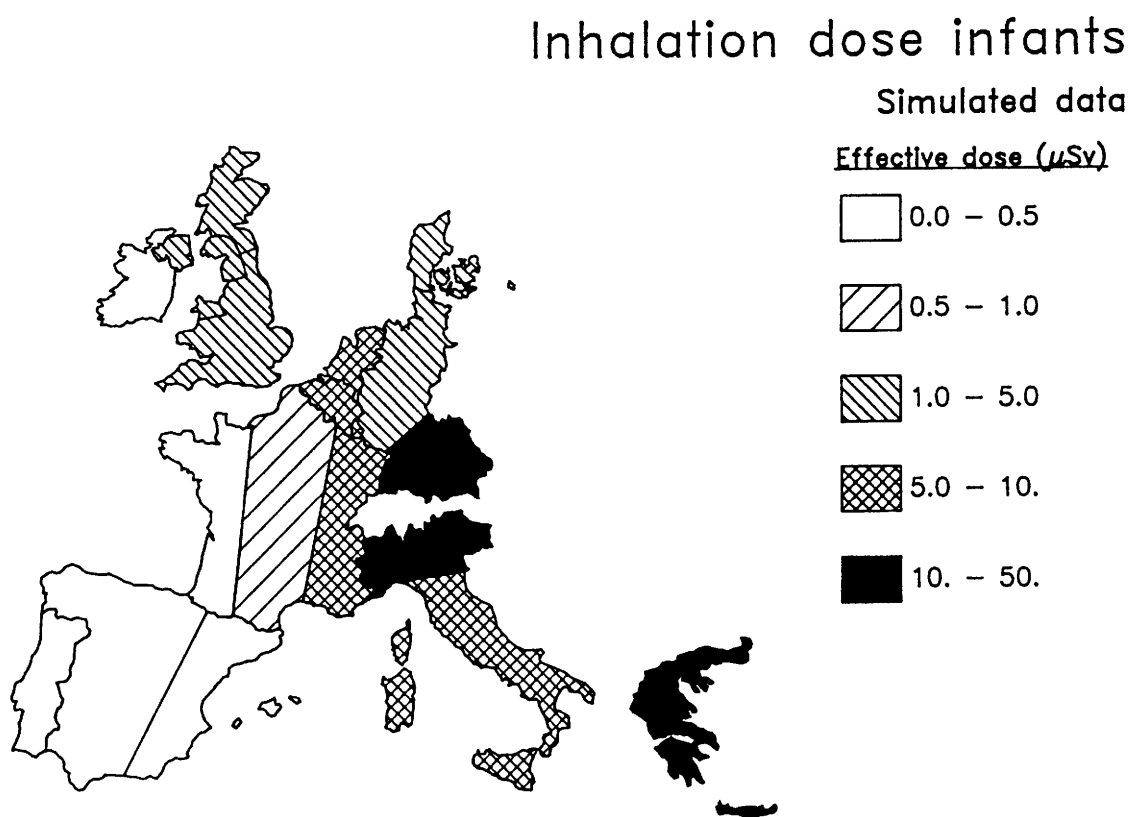 Inhalation dose infants
Simulated data
Effective dose (μSv)
0.0 – 0.5
0.5 – 1.0
1.0 – 5.0
5.0 – 10.
10. – 50.